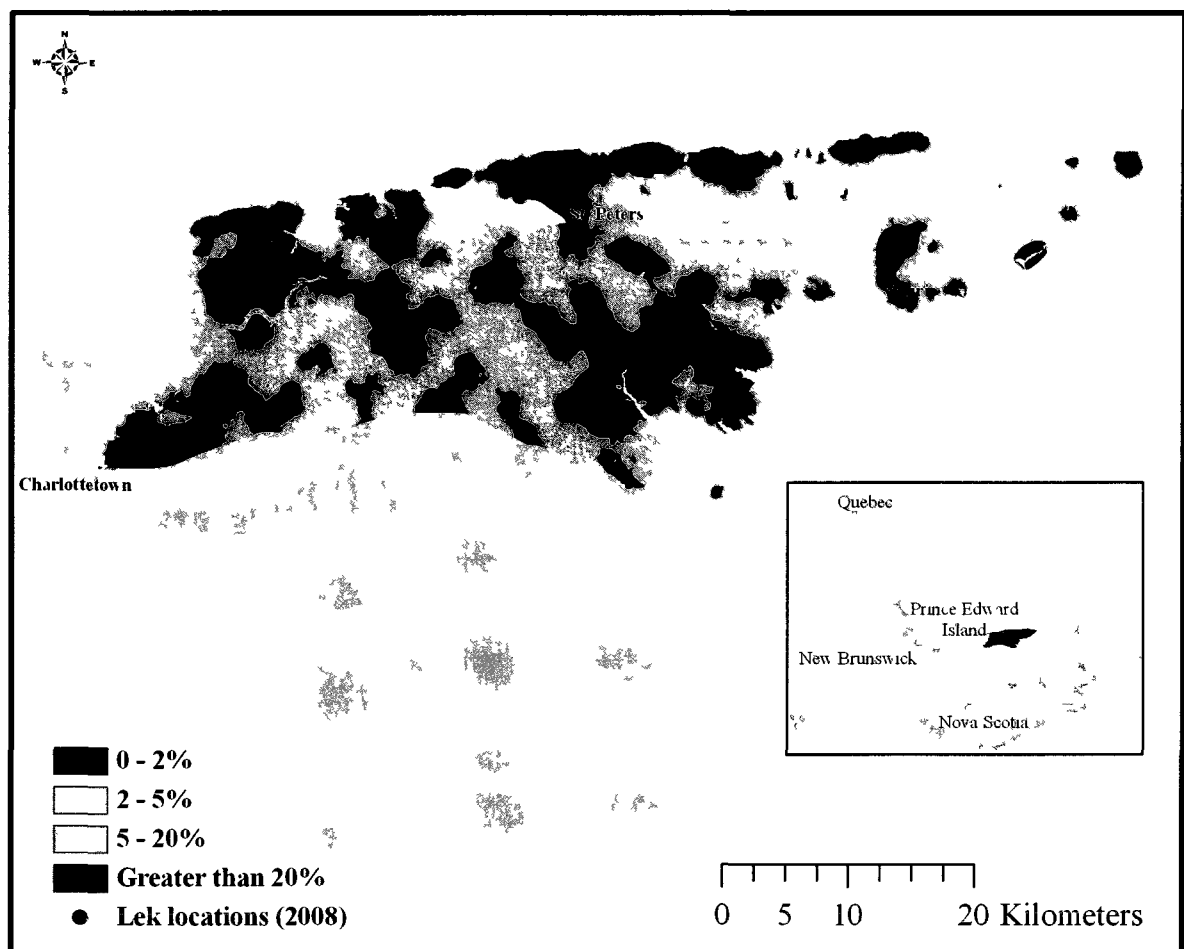 N
W E
S
St Peters
Charlottetown
Quebec
Prince Edward
Island
New Brunswick
Nova Scotia
0 - 2%
2 - 5%
5 - 20%
Greater than 20%
Lek locations (2008)
0 5 10 20 Kilometers